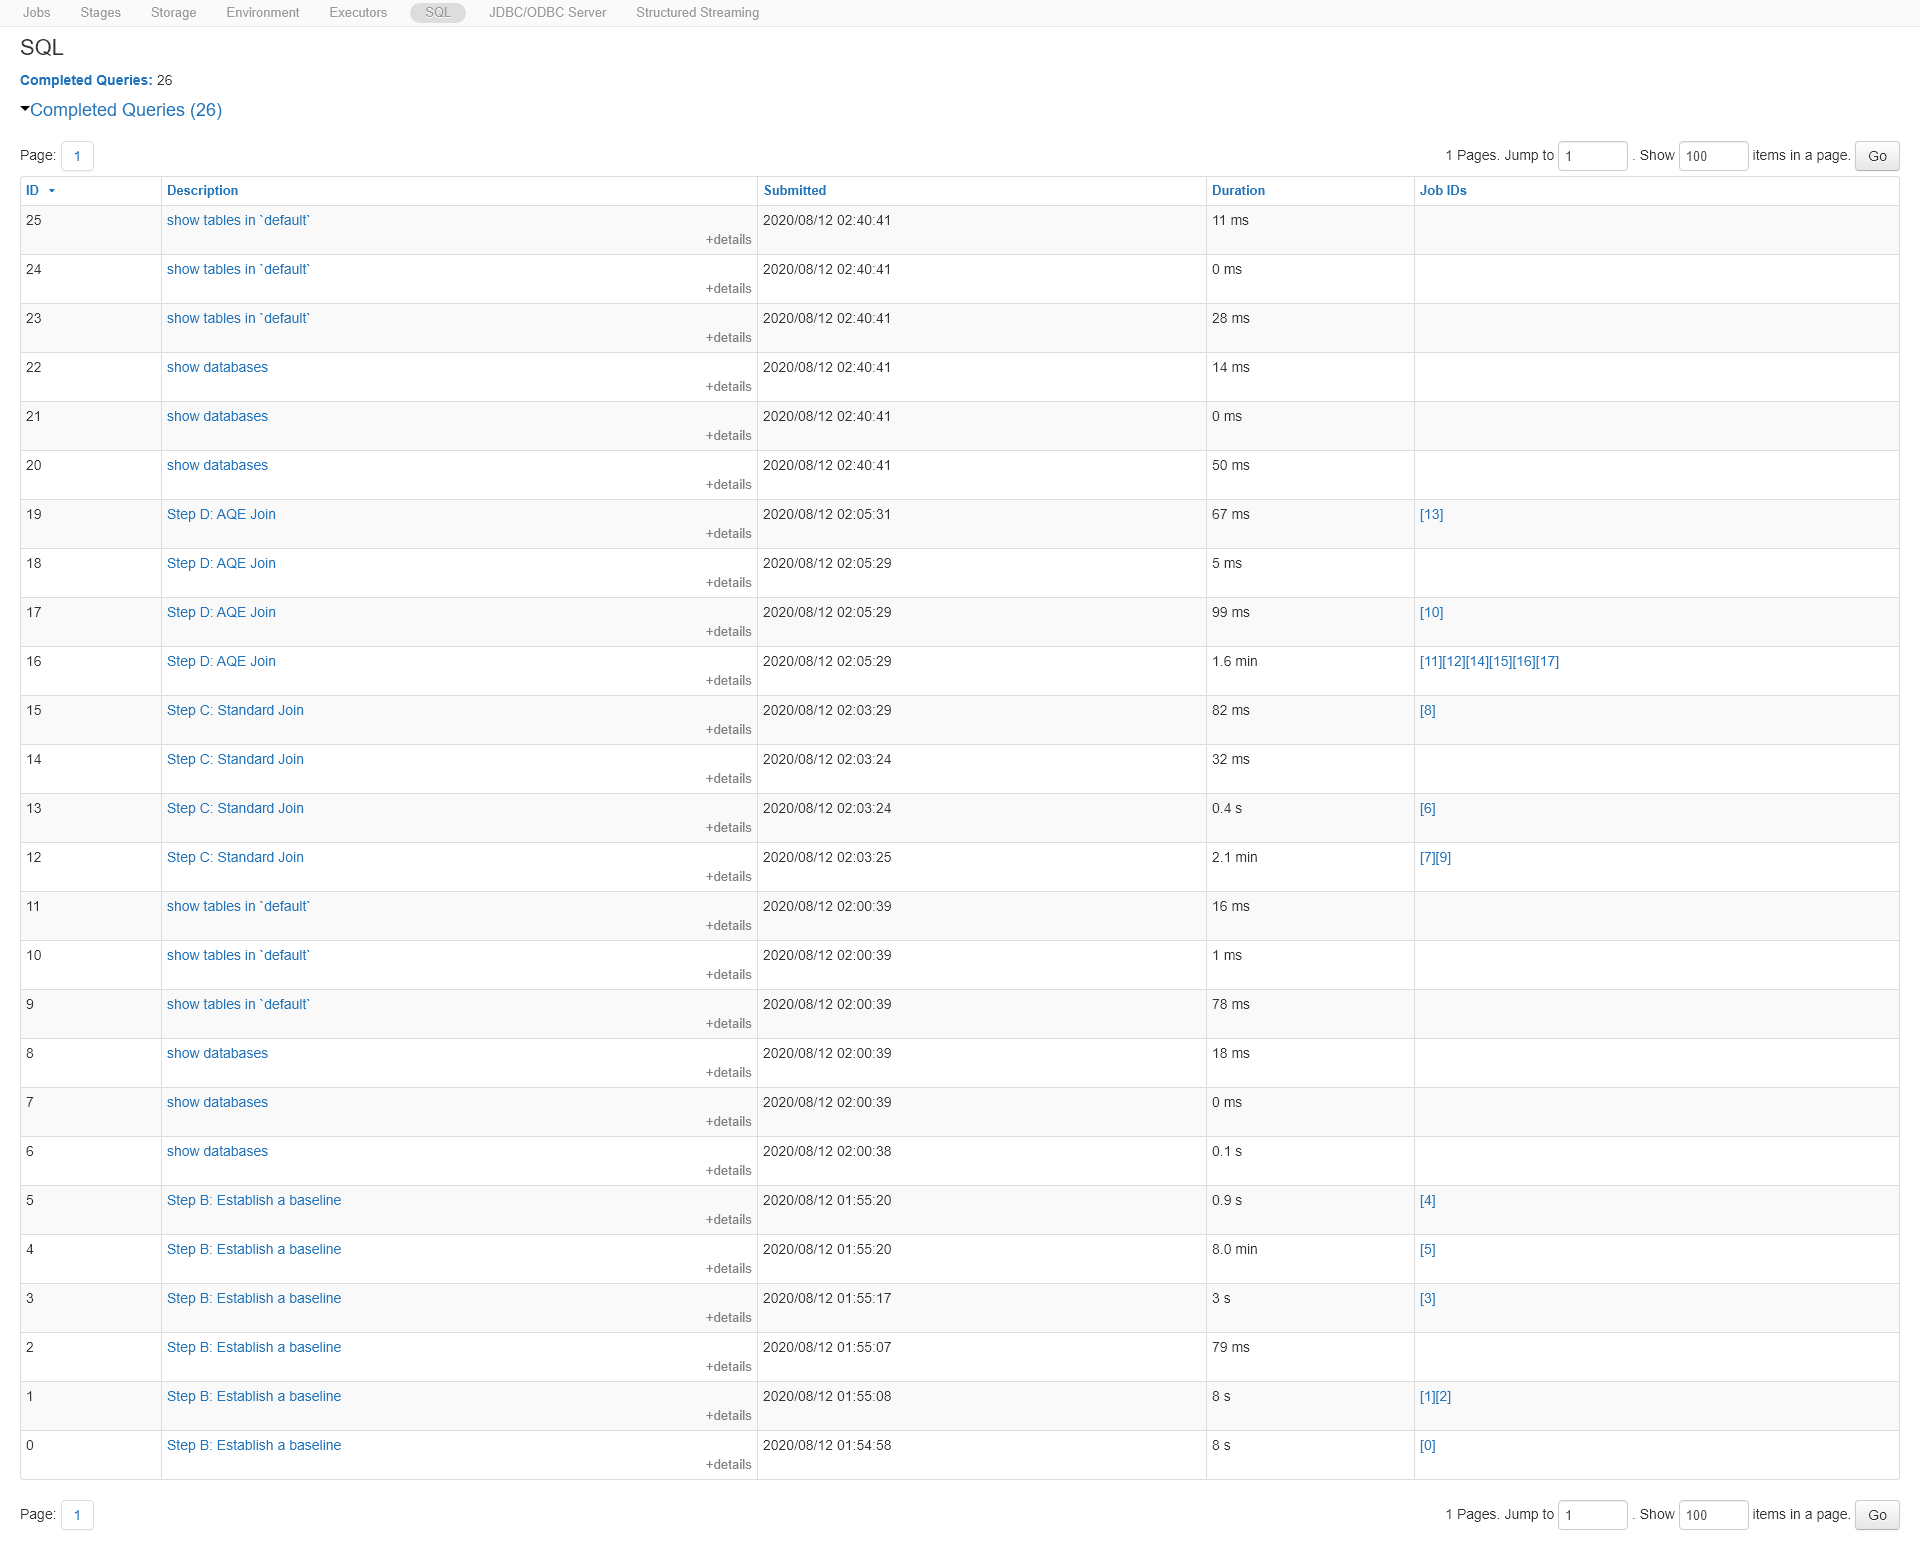 Jobs Stages Storage Environment Executors SQL JDBC/ODBC Server Structured Streaming
SQL
Completed Queries: 26
Completed Queries (26)
Page: 1 1 Pages. Jump to 1 . Show 100 items in a page. Go
ID Description Submitted Duration Job IDs
25 show tables in `default` 2020/08/12 02:40:41 11 ms
+details
24 show tables in `default` 2020/08/12 02:40:41 0 ms
+details
23 show tables in `default` 2020/08/12 02:40:41 28 ms
+details
22 show databases 2020/08/12 02:40:41 14 ms
+details
21 show databases 2020/08/12 02:40:41 0 ms
+details
20 show databases 2020/08/12 02:40:41 50 ms
+details
19 Step D: AQE Join 2020/08/12 02:05:31 67 ms [13]
+details
18 Step D: AQE Join 2020/08/12 02:05:29 5 ms
+details
17 Step D: AQE Join 2020/08/12 02:05:29 99 ms [10]
+details
16 Step D: AQE Join 2020/08/12 02:05:29 1.6 min [11][12][14][15][16][17]
+details
15 Step C: Standard Join 2020/08/12 02:03:29 82 ms [8]
+details
14 Step C: Standard Join 2020/08/12 02:03:24 32 ms
+details
13 Step C: Standard Join 2020/08/12 02:03:24 0.4 s [6]
+details
12 Step C: Standard Join 2020/08/12 02:03:25 2.1 min [7][9]
+details
11 show tables in `default` 2020/08/12 02:00:39 16 ms
+details
10 show tables in `default` 2020/08/12 02:00:39 1 ms
+details
9 show tables in `default` 2020/08/12 02:00:39 78 ms
+details
8 show databases 2020/08/12 02:00:39 18 ms
+details
7 show databases 2020/08/12 02:00:39 0 ms
+details
6 show databases 2020/08/12 02:00:38 0.1 s
+details
5 Step B: Establish a baseline 2020/08/12 01:55:20 0.9 s [4]
+details
4 Step B: Establish a baseline 2020/08/12 01:55:20 8.0 min [5]
+details
3 Step B: Establish a baseline 2020/08/12 01:55:17 3 s [3]
+details
2 Step B: Establish a baseline 2020/08/12 01:55:07 79 ms
+details
1 Step B: Establish a baseline 2020/08/12 01:55:08 8 s [1][2]
+details
0 Step B: Establish a baseline 2020/08/12 01:54:58 8 s [0]
+details
Page: 1 1 Pages. Jump to 1 . Show 100 items in a page. Go